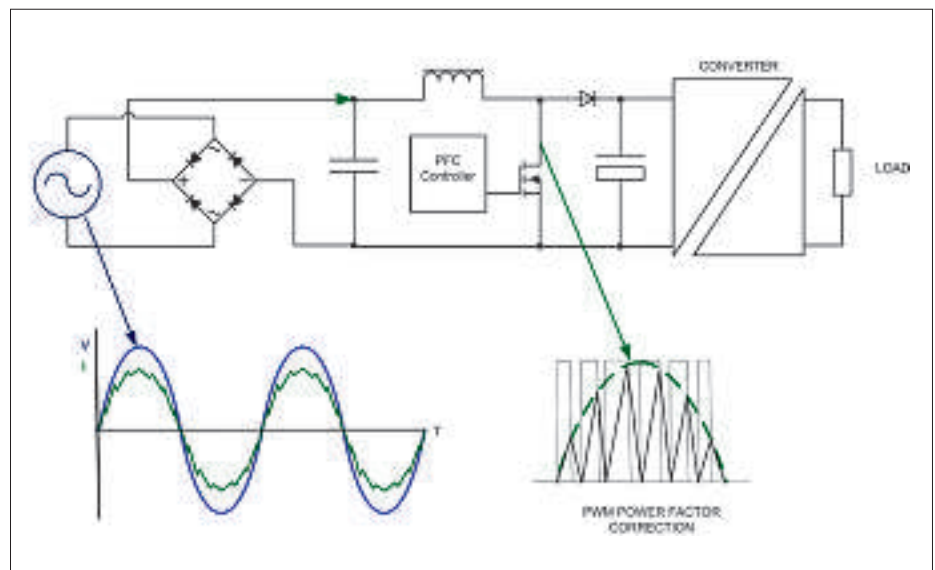 CONVERTER
PFC
Controller
LOAD
V
I
T
PWM POWER FACTOR
CORRECTION